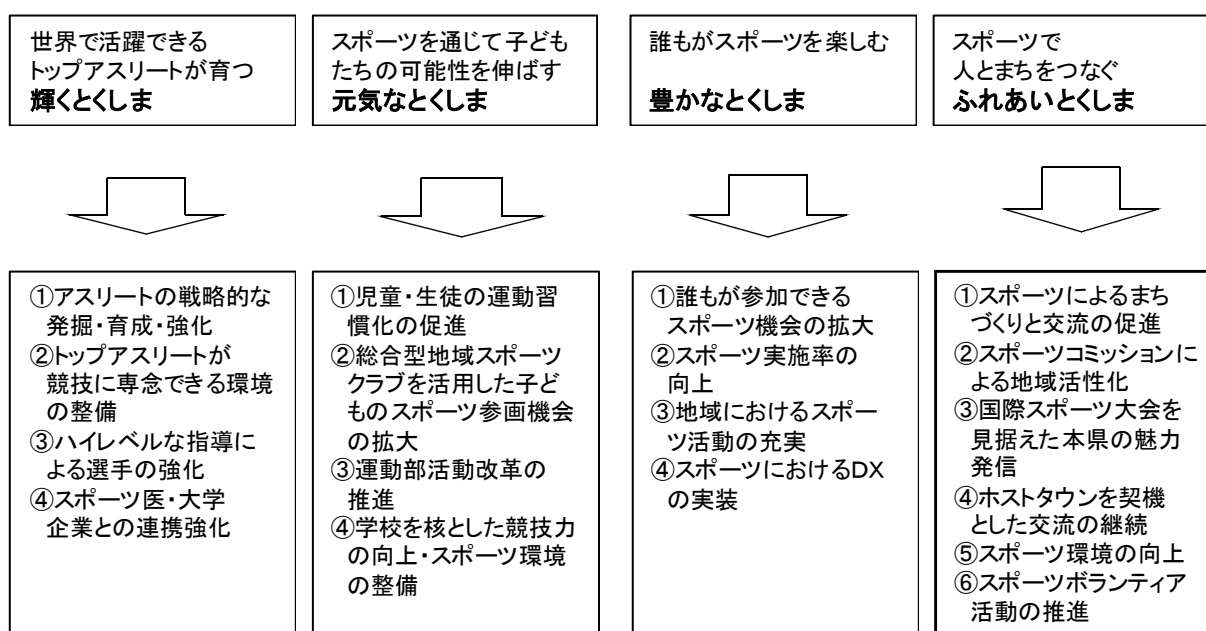 世界で活躍できる
トップアスリートが育つ
輝くとくしま
スポーツを通じて子ども
たちの可能性を伸ばす
元気なとくしま
誰もがスポーツを楽しむ
豊かなとくしま
スポーツで
人とまちをつなぐ
ふれあいとくしま
①アスリートの戦略的な
発掘・育成・強化
②トップアスリートが
競技に専念できる環境
の整備
③ハイレベルな指導に
よる選手の強化
④スポーツ医・大学
企業との連携強化
①児童・生徒の運動習
慣化の促進
②総合型地域スポーツ
クラブを活用した子ど
ものスポーツ参画機会
の拡大
③運動部活動改革の
推進
④学校を核とした競技力
の向上・スポーツ環境
の整備
①誰もが参加できる
スポーツ機会の拡大
②スポーツ実施率の
向上
③地域におけるスポー
ツ活動の充実
④スポーツにおけるDX
の実装
①スポーツによるまち
づくりと交流の促進
②スポーツコミッションに
よる地域活性化
③国際スポーツ大会を
見据えた本県の魅力
発信
④ホストタウンを契機
とした交流の継続
⑤スポーツ環境の向上
⑥スポーツボランティア
活動の推進